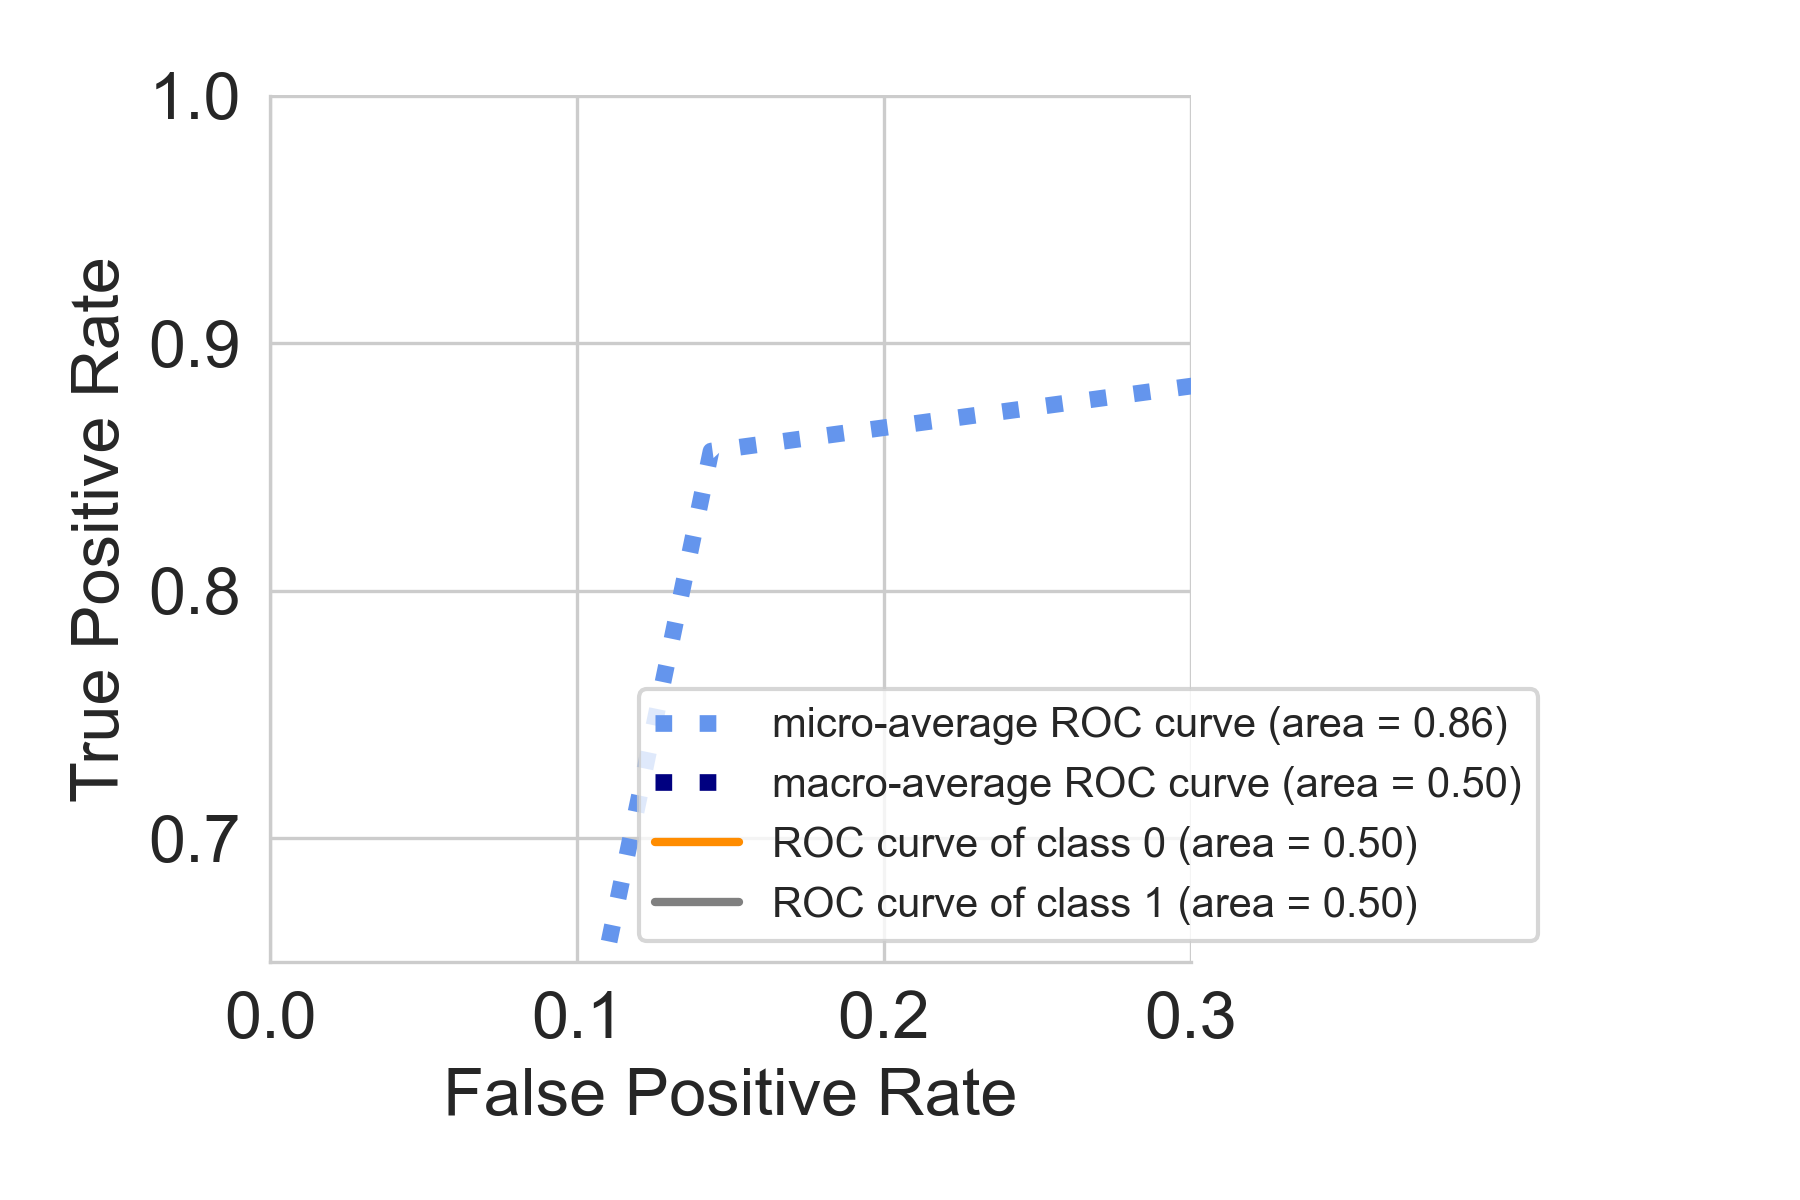 1.0
0.9
0.8
0.7
True Positive Rate
micro-average ROC curve (area = 0.86)
macro-average ROC curve (area = 0.50)
ROC curve of class 0 (area = 0.50)
ROC curve of class 1 (area = 0.50)
0.0 0.1 0.2 0.3
False Positive Rate